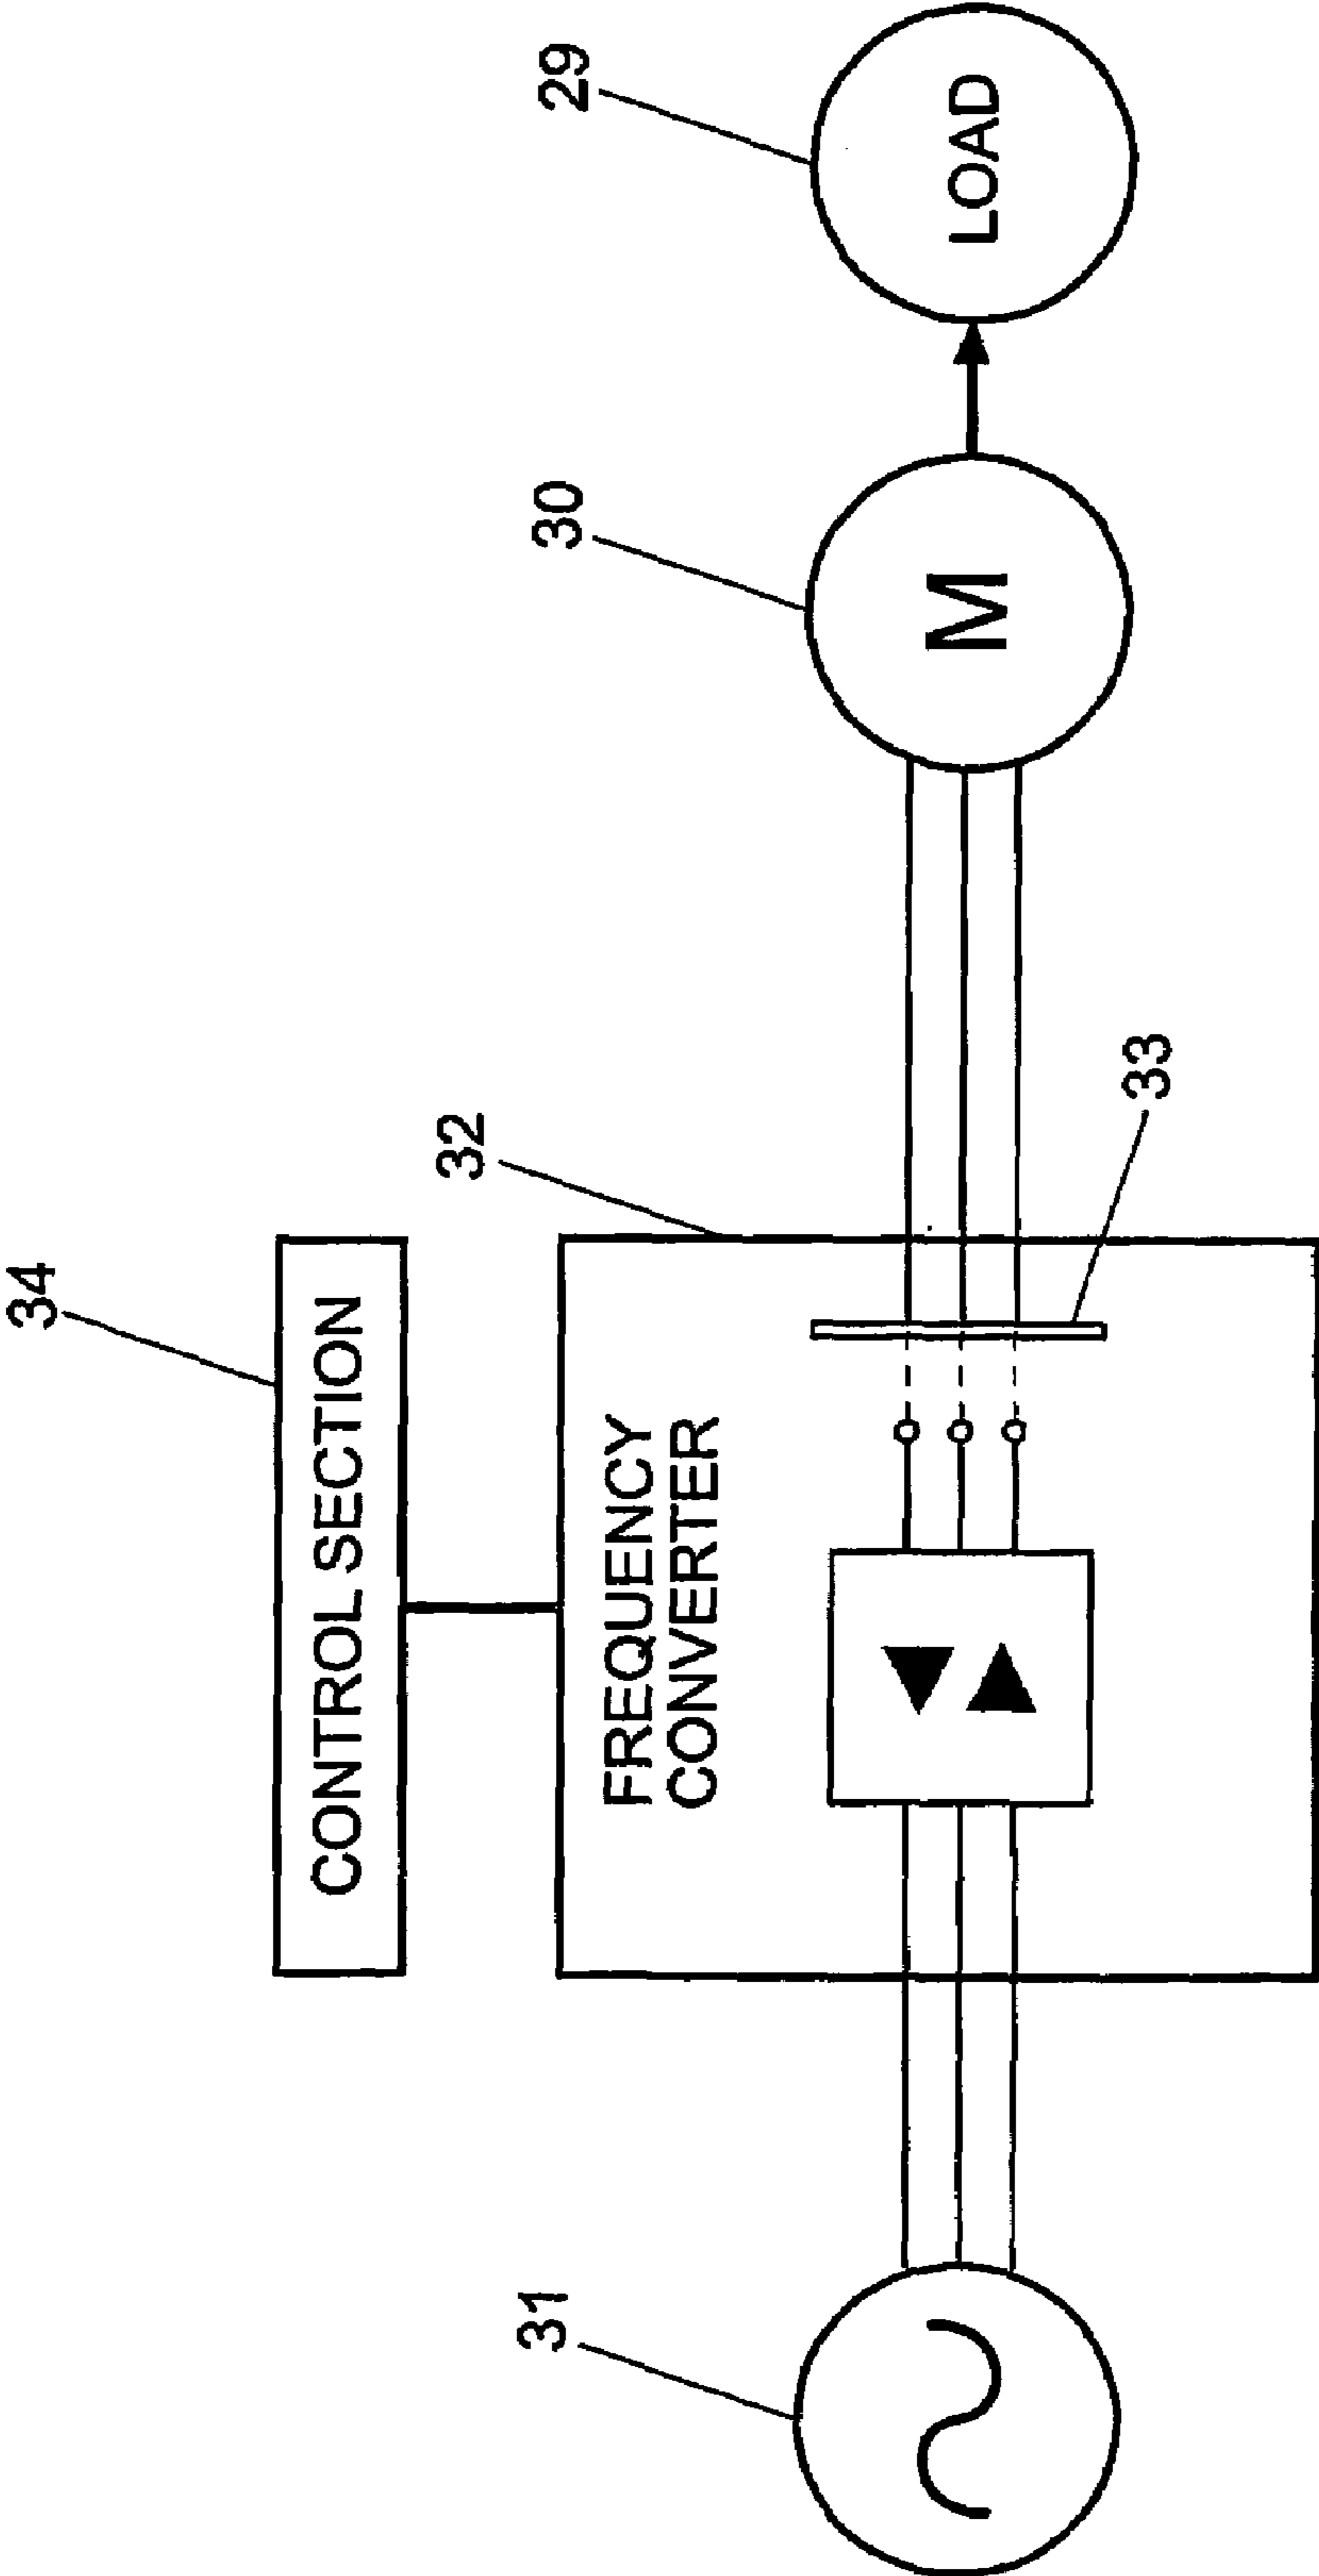 34
CONTROL SECTION
32
FREQUENCY
CONVERTER
31
30
29
M
LOAD
33